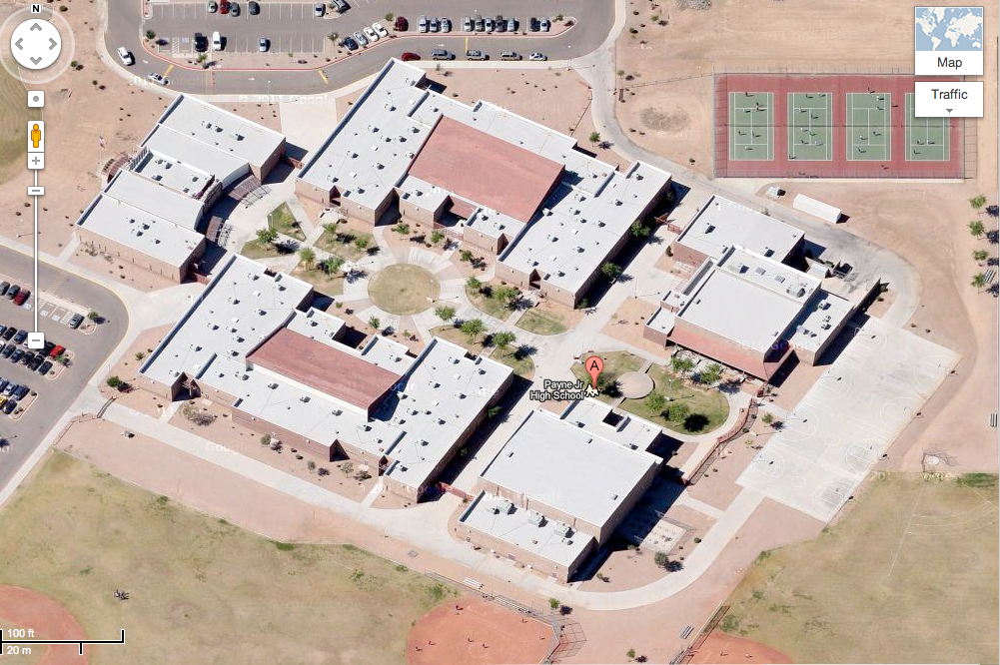 N
Map
Traffic
A
Payne Jr
High School
100 ft
20 m